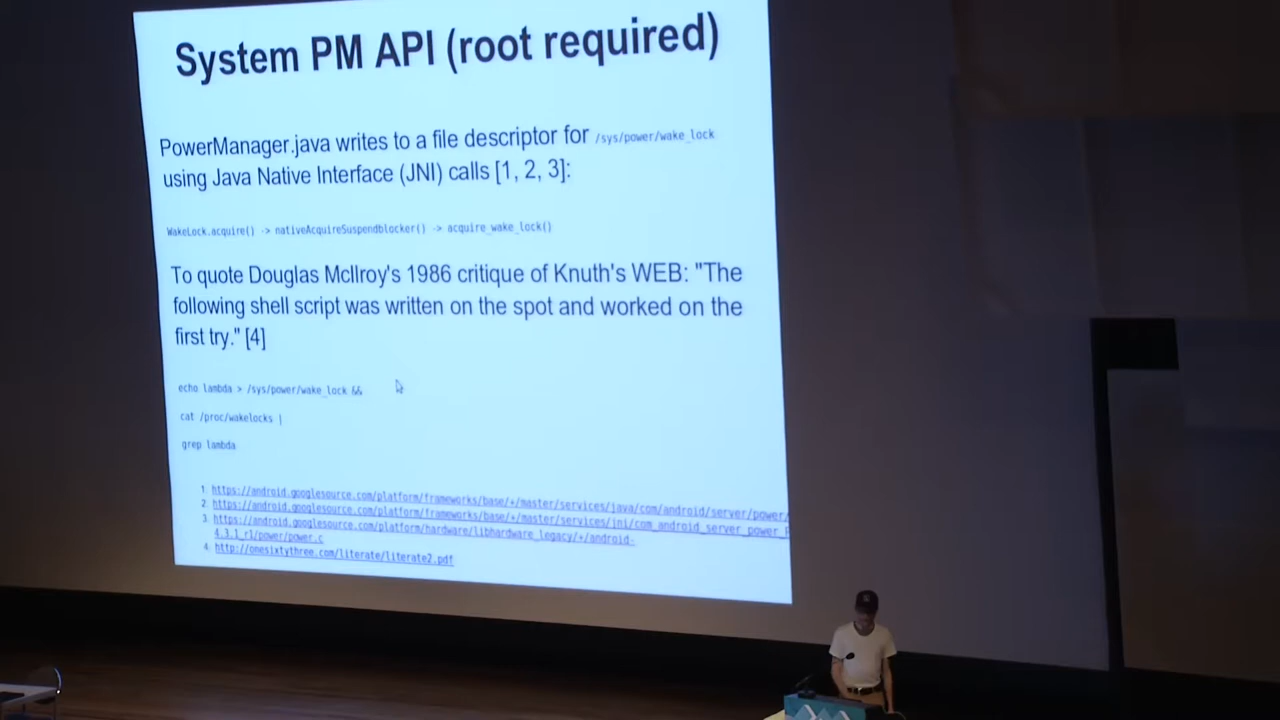 System PM API (root required)
PowerManager.java writes to a file descriptor for /sys/power/wake_lock
using Java Native Interface (JNI) calls [1, 2, 3]:
WakeLock.acquire() -> nativeAcquireSuspendblocker() -> acquire_wake_lock()
To quote Douglas McIlroy's 1986 critique of Knuth's WEB: "The
following shell script was written on the spot and worked on the
first try." [4]
echo lambda > /sys/power/wake_lock &&
cat /proc/wakelocks |
grep lambda
1. https://android.googlesource.com/platform/frameworks/base/+/master/services/java/com/android/server/power/
2. https://android.googlesource.com/platform/frameworks/base/+/master/services/jni/com_android_server_power_
3. https://android.googlesource.com/platform/hardware/libhardware_legacy/+/android-
4.3.1_r1/power/power.c
4. http://onesixtythree.com/literate/literate2.pdf